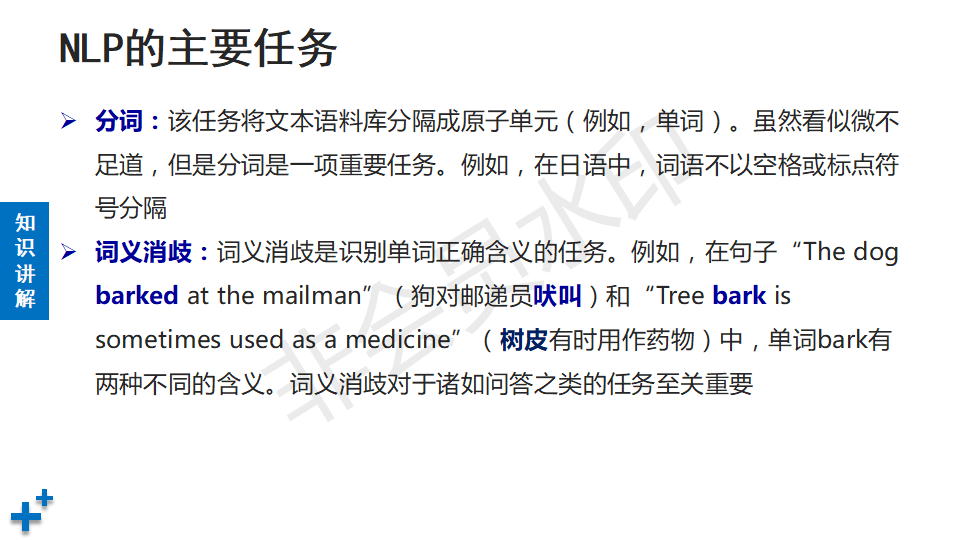 NLP的主要任务
分词：该任务将文本语料库分隔成原子单元（例如，单词）。虽然看似微不
足道，但是分词是一项重要任务。例如，在日语中，词语不以空格或标点符
号分隔
知
识
讲
解
词义消歧：词义消歧是识别单词正确含义的任务。例如，在句子“The dog
barked at the mailman”（狗对邮递员吠叫）和“Tree bark is
sometimes used as a medicine”（树皮有时用作药物）中，单词bark有
两种不同的含义。词义消歧对于诸如问答之类的任务至关重要
非会员水印